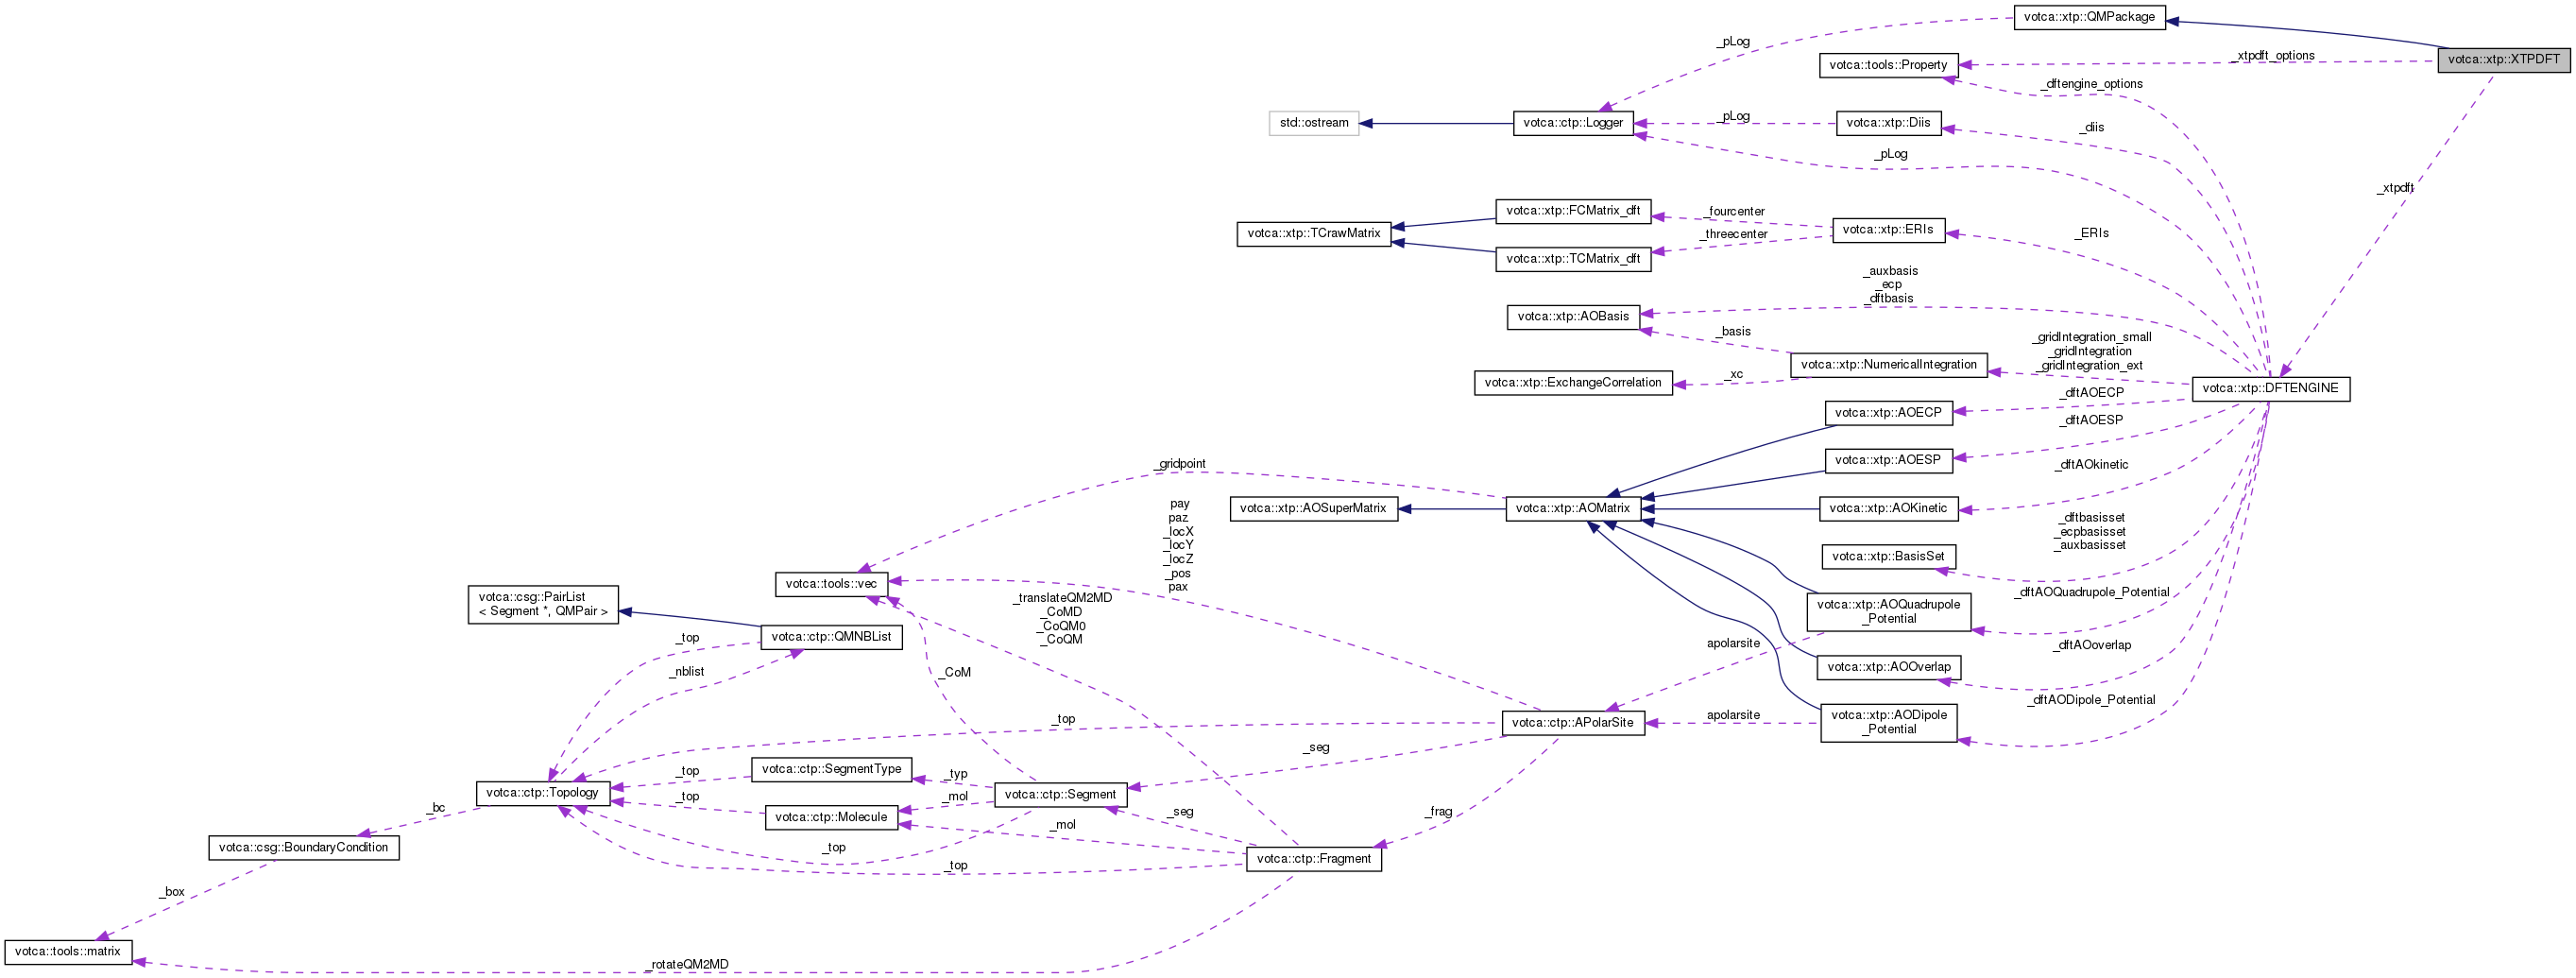 votca::xtp::QMPackage
_pLog
votca::xtp::XTPDFT
_xtpdft_options
votca::tools::Property
_dftengine_options
std::ostream
votca::ctp::Logger
_pLog
votca::xtp::Diis
_diis
_pLog
_xtpdft
votca::xtp::FCMatrix_dft
_fourcenter
votca::xtp::TCrawMatrix
_threecenter
votca::xtp::ERIs
_ERIs
votca::xtp::TCMatrix_dft
_auxbasis
_ecp
_dftbasis
votca::xtp::AOBasis
_basis
_gridIntegration_small
_gridIntegration
_gridIntegration_ext
votca::xtp::NumericalIntegration
votca::xtp::ExchangeCorrelation
_xc
votca::xtp::DFTENGINE
_dftAOECP
votca::xtp::AOECP
_dftAOESP
votca::xtp::AOESP
_gridpoint
_dftAOkinetic
votca::xtp::AOSuperMatrix
votca::xtp::AOMatrix
votca::xtp::AOKinetic
pay
paz
_locX
_locY
_locZ
_pos
pax
_dftbasisset
_ecpbasisset
_auxbasisset
votca::xtp::BasisSet
votca::tools::vec
votca::csg::PairList
< Segment *, QMPair >
_translateQM2MD
_CoMD
_CoQM0
_CoQM
votca::xtp::AOQuadrupole
_Potential
_dftAOQuadrupole_Potential
_top
votca::ctp::QMNBList
apolarsite
_dftAOoverlap
_nblist
_CoM
votca::xtp::AOOverlap
_dftAODipole_Potential
_top
votca::ctp::APolarSite
apolarsite
votca::xtp::AODipole
_Potential
_seg
votca::ctp::Topology
_top
votca::ctp::SegmentType
_typ
votca::ctp::Segment
_top
votca::ctp::Molecule
_mol
_bc
_seg
_frag
_mol
votca::csg::BoundaryCondition
_top
votca::ctp::Fragment
_top
_box
votca::tools::matrix
_rotateQM2MD